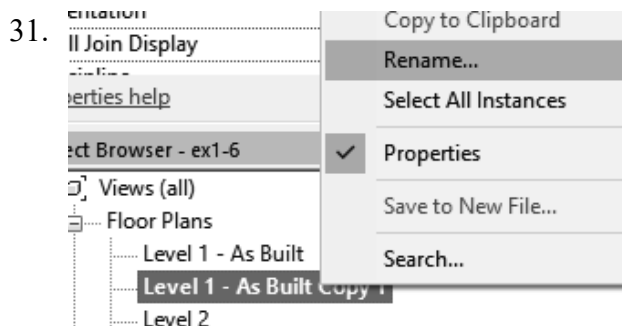 31.
entation
ll Join Display
erties help
ect Browser - ex1-6
Views (all)
Floor Plans
Level 1 - As Built
Level 1 - As Built Copy 1
Level 2
Copy to Clipboard
Rename...
Select All Instances
Properties
Save to New File...
Search...